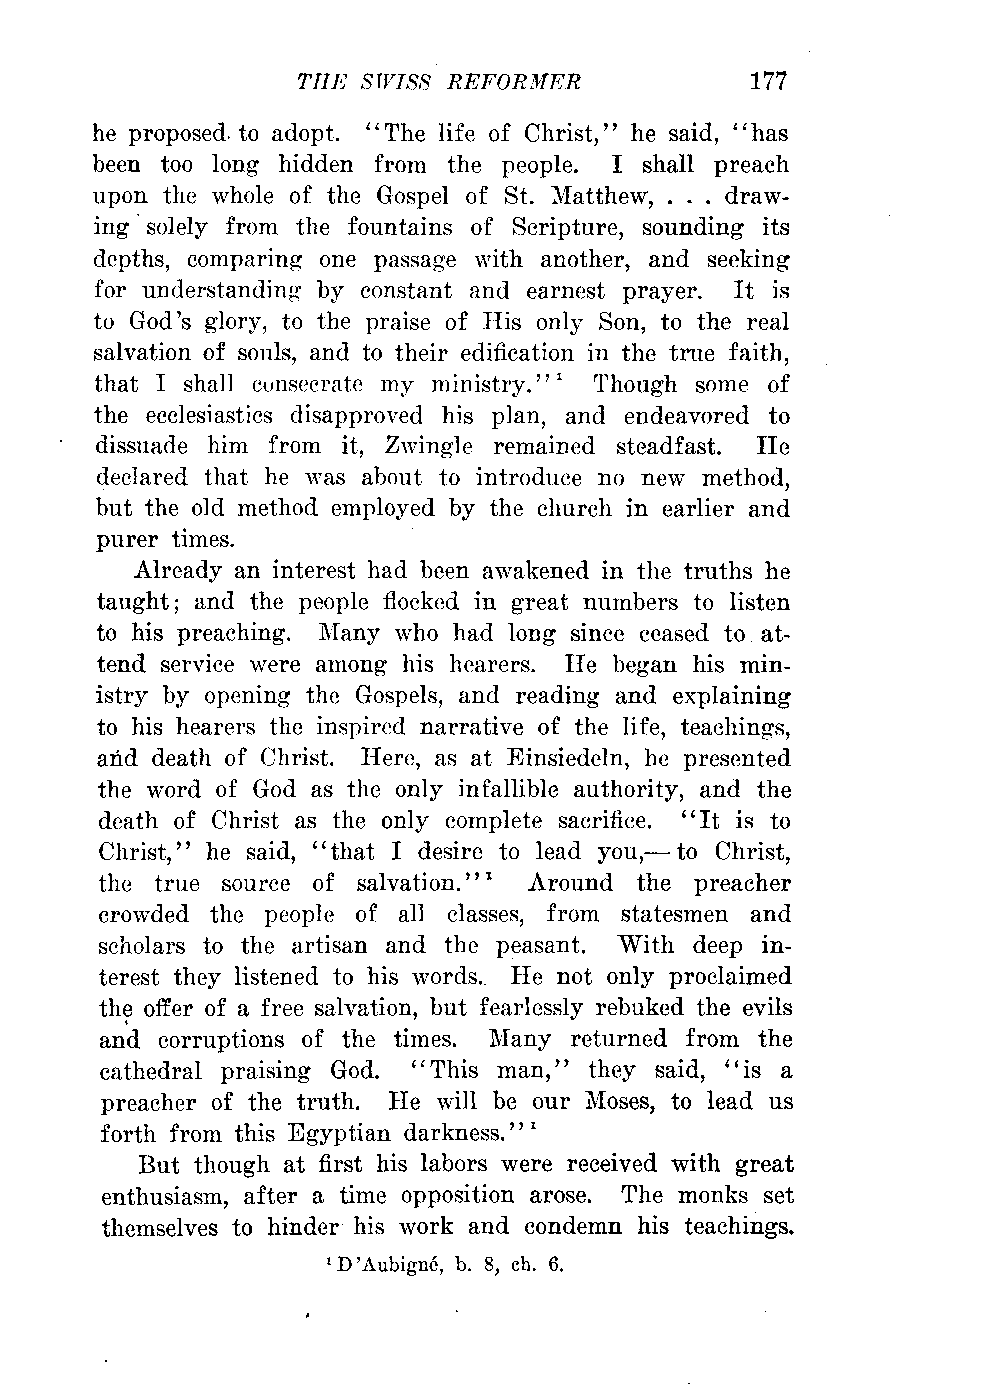 THE SWISS REFORMER 177
he proposed to adopt. "The life of Christ," he said, "has
been too long hidden from the people. I shall preach
upon the whole of the Gospel of St. Matthew, . . . draw-
ing solely from the fountains of Scripture, sounding its
depths, comparing one passage with another, and seeking
for understanding by constant and earnest prayer. It is
to God's glory, to the praise of His only Son, to the real
salvation of souls, and to their edification in the true faith,
that I shall consecrate my ministry."¹ Though some of
the ecclesiastics disapproved his plan, and endeavored to
dissuade him from it, Zwingle remained steadfast. He
declared that he was about to introduce no new method,
but the old method employed by the church in earlier and
purer times.
Already an interest had been awakened in the truths he
taught; and the people flocked in great numbers to listen
to his preaching. Many who had long since ceased to at-
tend service were among his hearers. He began his min-
istry by opening the Gospels, and reading and explaining
to his hearers the inspired narrative of the life, teachings,
and death of Christ. Here, as at Einsiedeln, he presented
the word of God as the only infallible authority, and the
death of Christ as the only complete sacrifice. "It is to
Christ," he said, "that I desire to lead you,— to Christ,
the true source of salvation."¹ Around the preacher
crowded the people of all classes, from statesmen and
scholars to the artisan and the peasant. With deep in-
terest they listened to his words. He not only proclaimed
the offer of a free salvation, but fearlessly rebuked the evils
and corruptions of the times. Many returned from the
cathedral praising God. "This man," they said, "is a
preacher of the truth. He will be our Moses, to lead us
forth from this Egyptian darkness."¹
But though at first his labors were received with great
enthusiasm, after a time opposition arose. The monks set
themselves to hinder his work and condemn his teachings.
¹ D'Aubigné, b. 8, ch. 6.